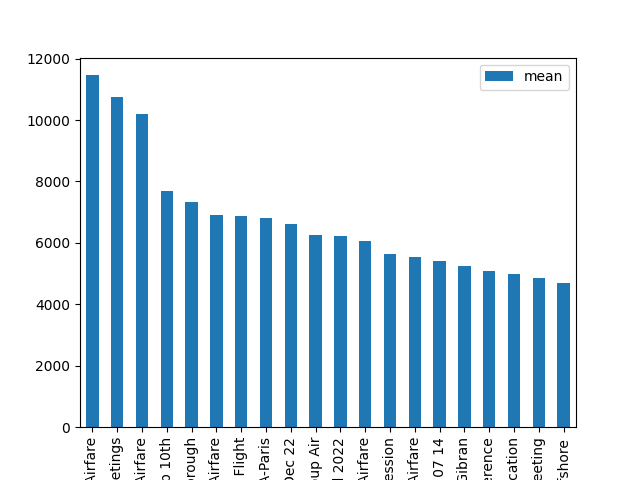 12000
mean
10000
8000
6000
4000
2000
0
Airfare
etings
Airfare
10th
rough
Airfare
Flight
-Paris
Dec 22
up Air
2022
Airfare
ession
Airfare
07 14
Gibran
erence
cation
eeting
fshore